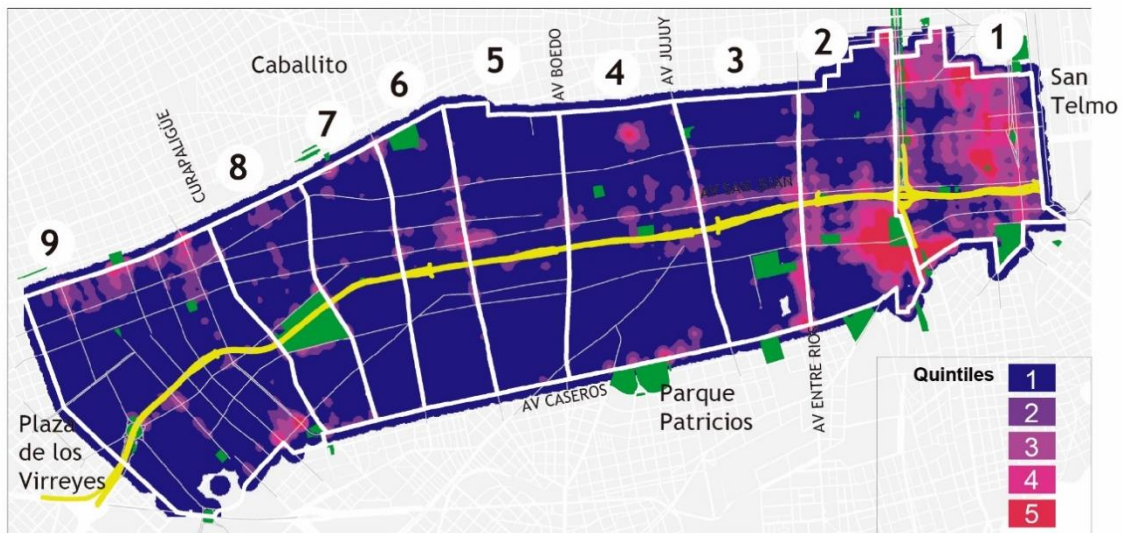 1
2
3
4
5
6
7
8
9
Caballito
San
Telmo
AV BOEDO
AV JUJUY
CURAPALIGÜE
AV SAN JUAN
Plaza
de los
Virreyes
AV CASEROS
Parque
Patricios
AV ENTRE RIOS
Quintiles
1
2
3
4
5